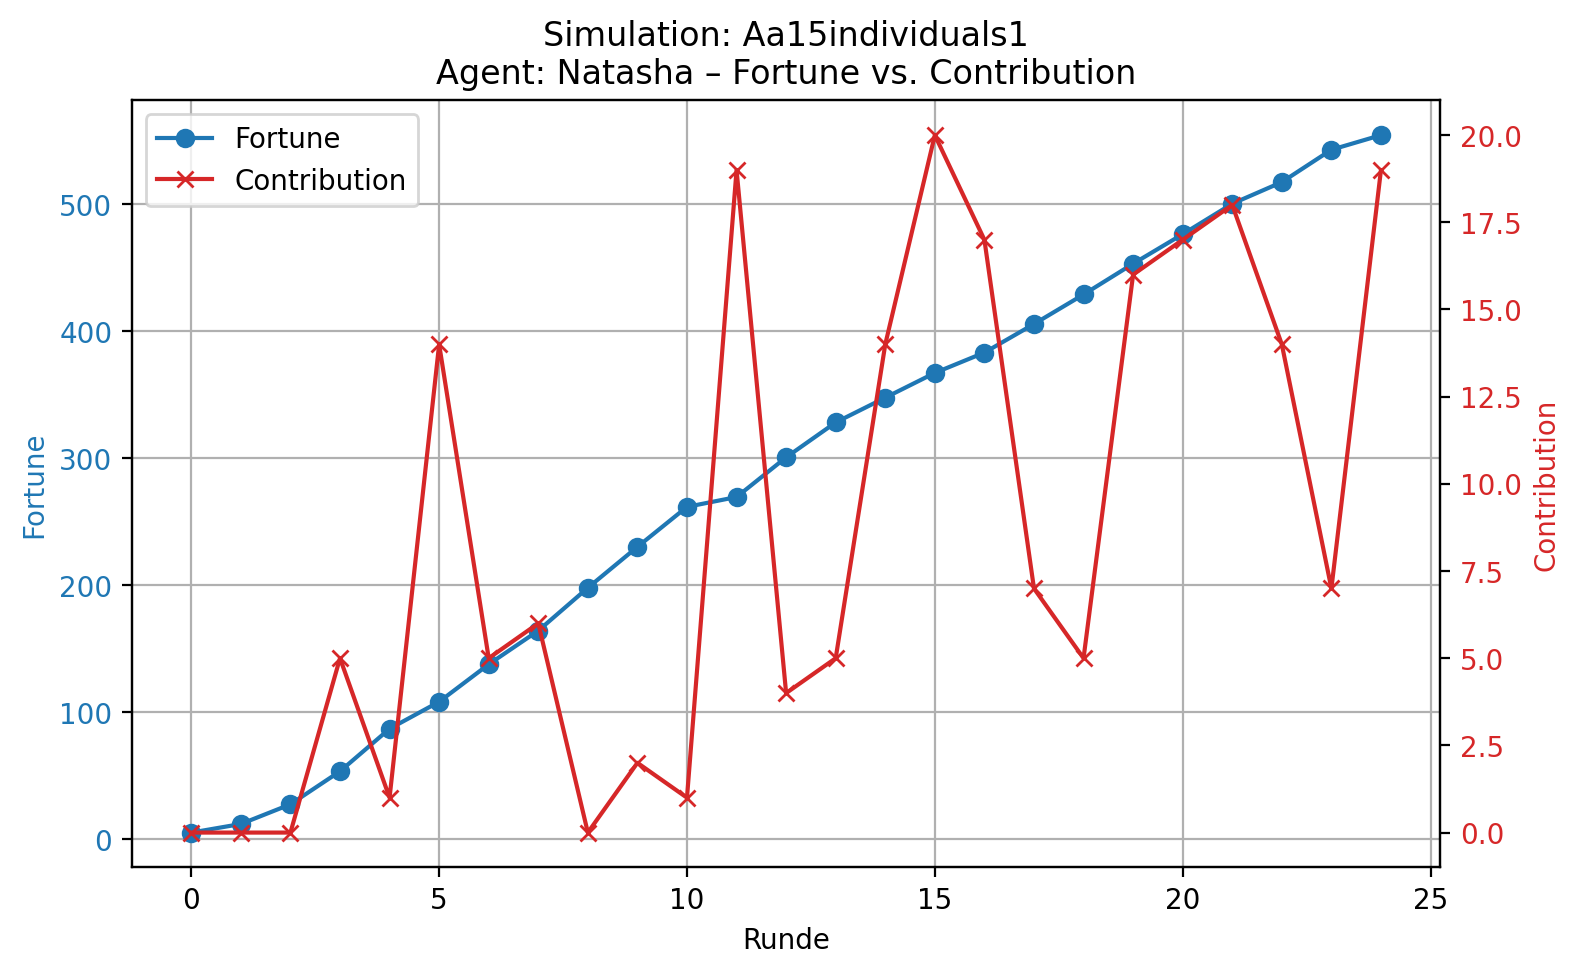 Simulation: Aa15individuals1
Agent: Natasha – Fortune vs. Contribution
Fortune
Contribution
500
400
300
200
100
0
Fortune
20.0
17.5
15.0
12.5
10.0
7.5
5.0
2.5
0.0
Contribution
0 5 10 15 20 25
Runde